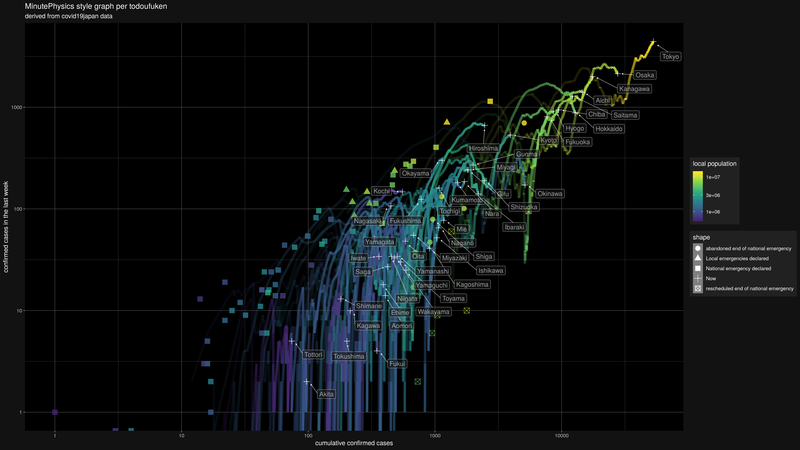 MinutePhysics style graph per todoufuken
derived from covid19japan data
confirmed cases in the last week
1000
100
10
1
1
10
100
1000
10000
cumulative confirmed cases
Tokyo
Osaka
Kanagawa
Aichi
Saitama
Chiba
Hyogo
Hokkaido
Kyoto
Fukuoka
Hiroshima
Gunma
Okayama
Miyagi
Kochi
Okinawa
Gifu
Kumamoto
Shizuoka
Tochigi
Nara
Nagasaki
Fukushima
Ibaraki
Mie
Yamagata
Nagano
Iwate
Oita
Miyazaki
Shiga
Saga
Yamanashi
Ishikawa
Yamaguchi
Kagoshima
Niigata
Toyama
Shimane
Ehime
Wakayama
Kagawa
Aomori
Tottori
Tokushima
Fukui
Akita
local population
1e+07
3e+06
1e+06
shape
abandoned end of national emergency
Local emergencies declared
National emergency declared
Now
rescheduled end of national emergency